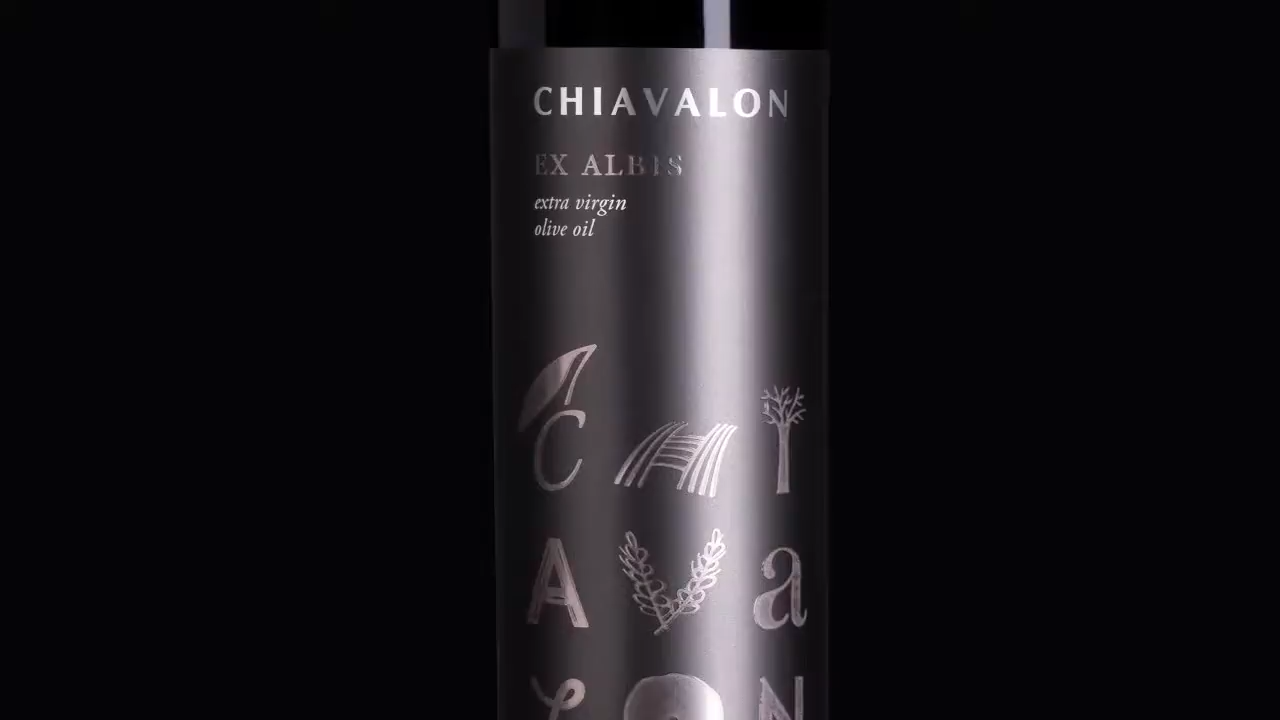 CHIAVALON
EX ALBIS
extra virgin
olive oil
C H I
A V a
L O N